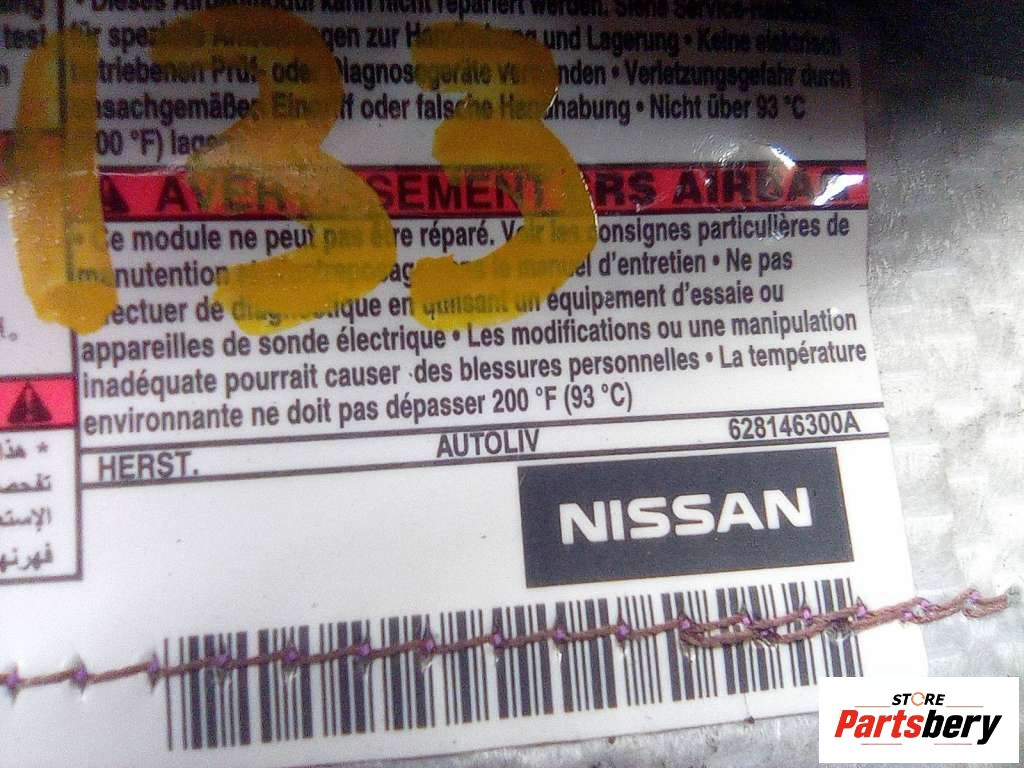 133
• Dieses Airbagmodul kann nicht repariert werden. Siehe Service-Handbuch
für spezielle Anweisungen zur Handhabung und Lagerung • Keine elektrisch
betriebenen Prüf- oder Diagnosegeräte verwenden • Verletzungsgefahr durch
unsachgemäßen Eingriff oder falsche Handhabung • Nicht über 93 °C
(200 °F) lagern
test
AVERTISSEMENT SRS AIRBAG
Ce module ne peut pas être réparé. Voir les consignes particulières de
manutention et d'entreposage dans le manuel d'entretien • Ne pas
effectuer de diagnostique en utilisant un équipament d'essaie ou
appareilles de sonde électrique • Les modifications ou une manipulation
inadéquate pourrait causer des blessures personnelles • La température
environnante ne doit pas dépasser 200 °F (93 °C)
HERST. AUTOLIV 628146300A
NISSAN
STORE
Partsbery